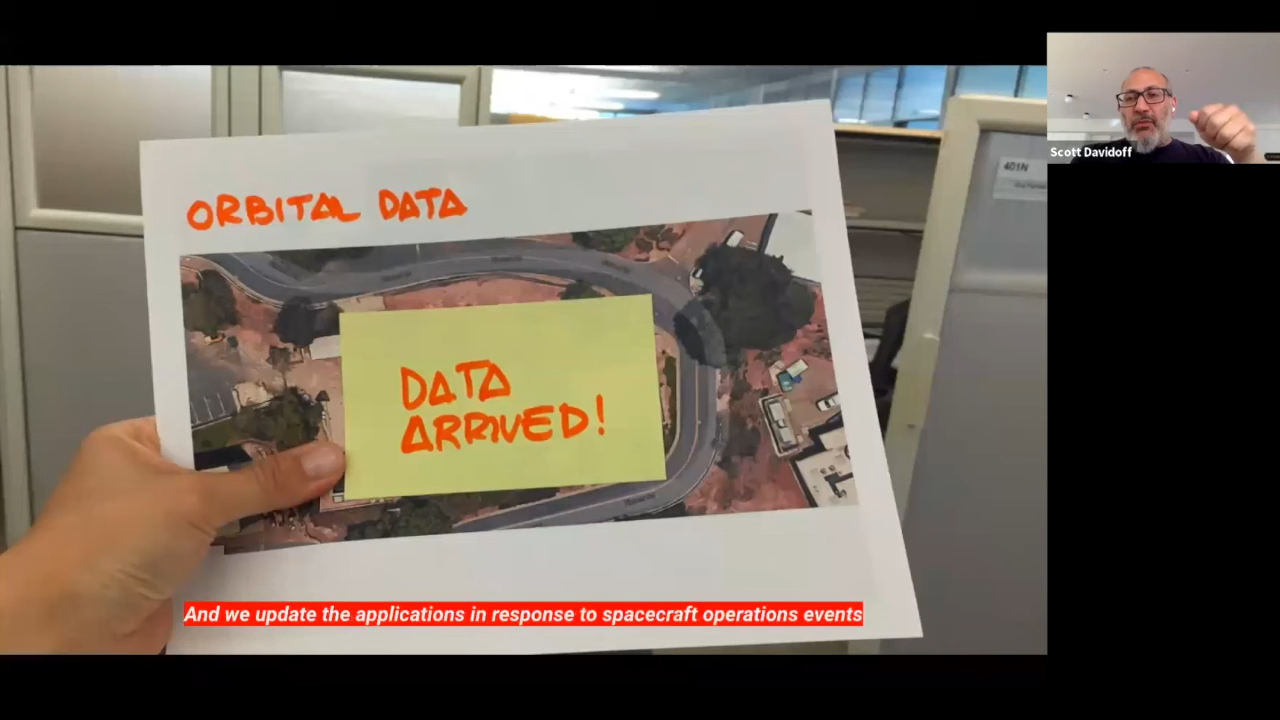 ORBITAL DATA
DATA
ARRIVED!
And we update the applications in response to spacecraft operations events
Scott Davidoff
401N